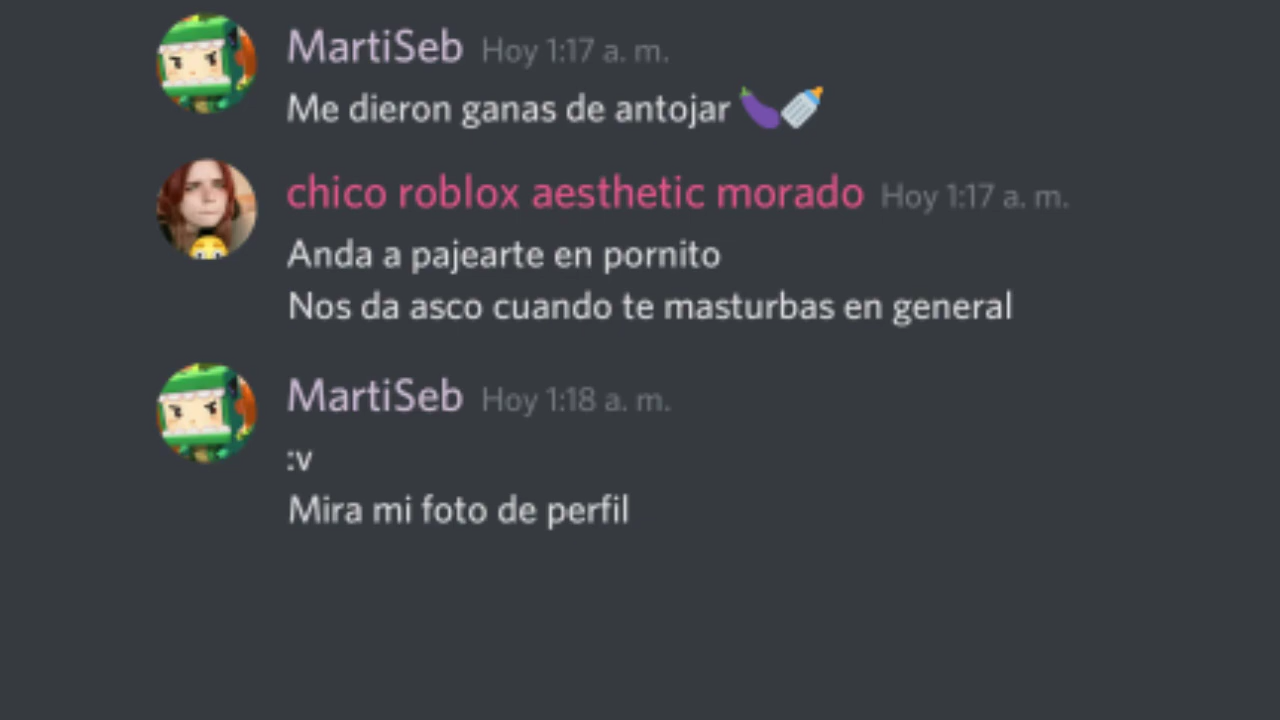 MartiSeb Hoy 1:17 a. m.
Me dieron ganas de antojar 🍆🍼
chico roblox aesthetic morado Hoy 1:17 a. m.
Anda a pajearte en pornito
Nos da asco cuando te masturbas en general
MartiSeb Hoy 1:18 a. m.
:v
Mira mi foto de perfil